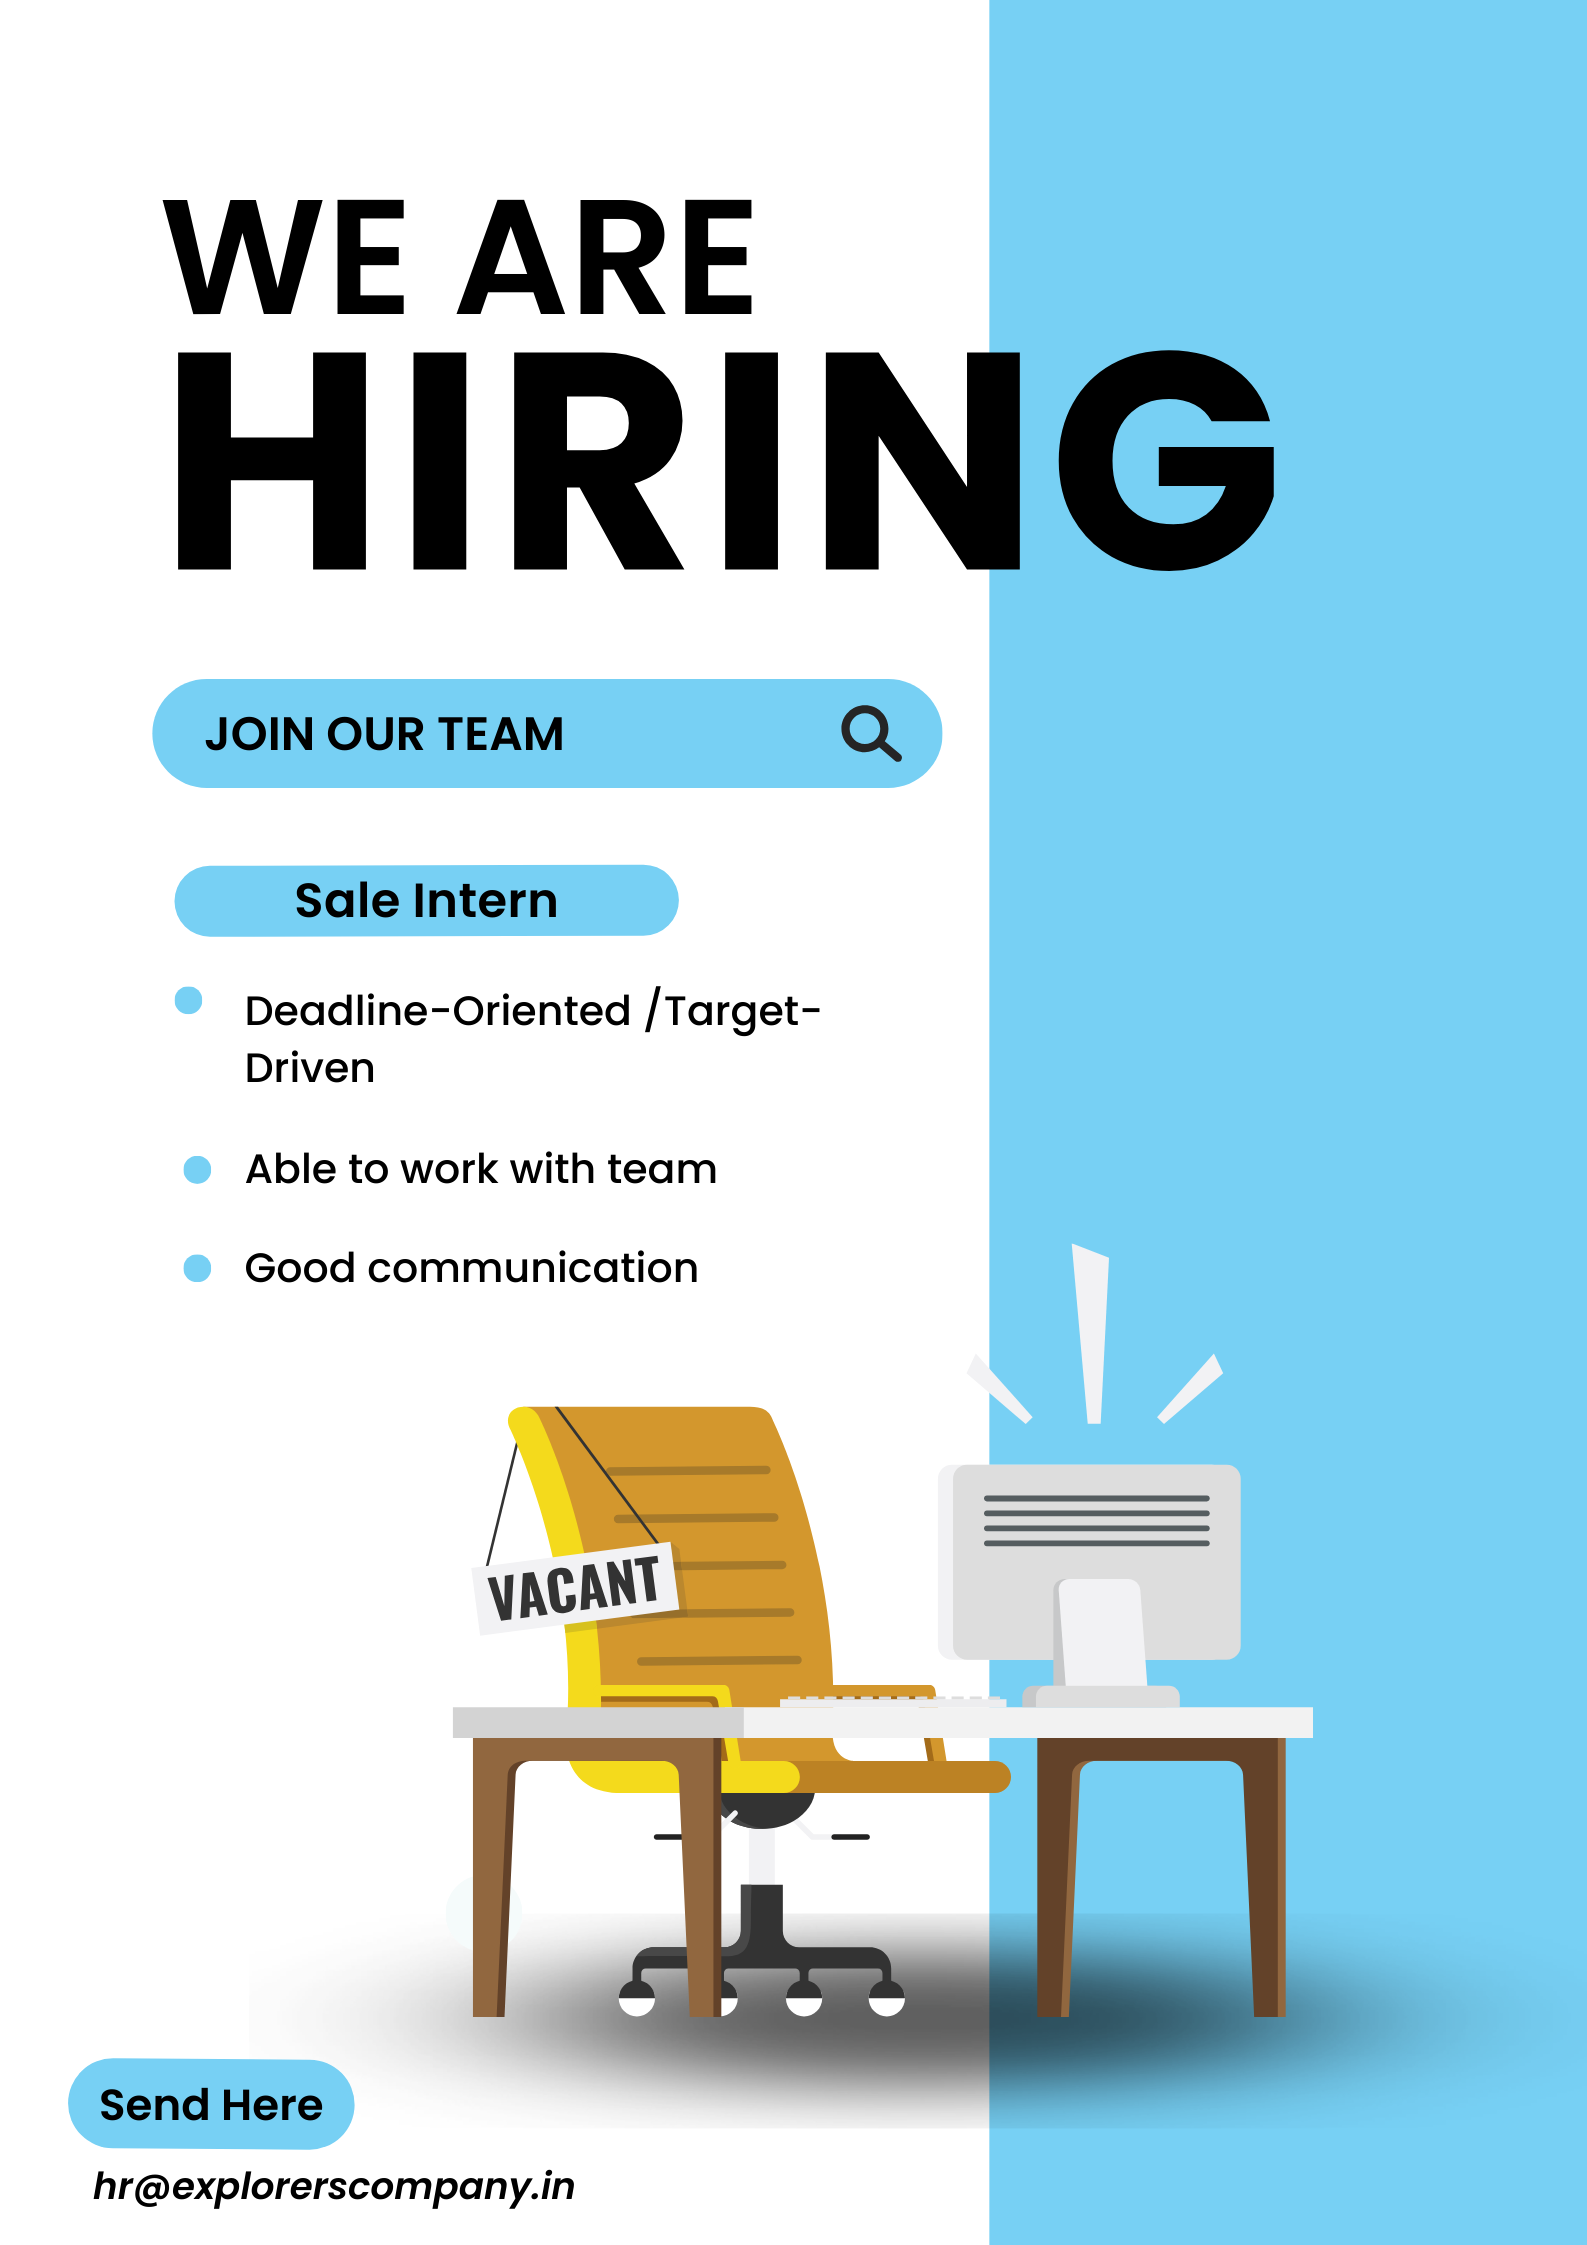 WE ARE
HIRING
JOIN OUR TEAM
Sale Intern
Deadline-Oriented /Target-
Driven
Able to work with team
Good communication
VACANT
Send Here
hr@explorerscompany.in